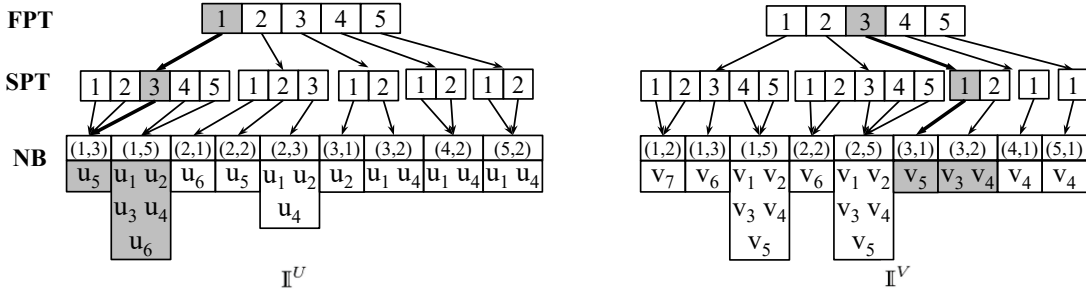 FPT 1 2 3 4 5 1 2 3 4 5
SPT 1 2 3 4 5 1 2 3 1 2 1 2 1 2 1 2 3 4 5 1 2 3 4 5 1 2 1 1
NB (1,3) (1,5) (2,1) (2,2) (2,3) (3,1) (3,2) (4,2) (5,2) (1,2) (1,3) (1,5) (2,2) (2,5) (3,1) (3,2) (4,1) (5,1)
u₅ u₁ u₂ u₆ u₅ u₁ u₂ u₂ u₁ u₄ u₁ u₄ u₁ u₄ v₇ v₆ v₁ v₂ v₆ v₁ v₂ v₅ v₃ v₄ v₄ v₄
u₃ u₄ u₄ v₃ v₄ v₃ v₄
u₆ v₅ v₅
𝕀ᵁ 𝕀ⱽ